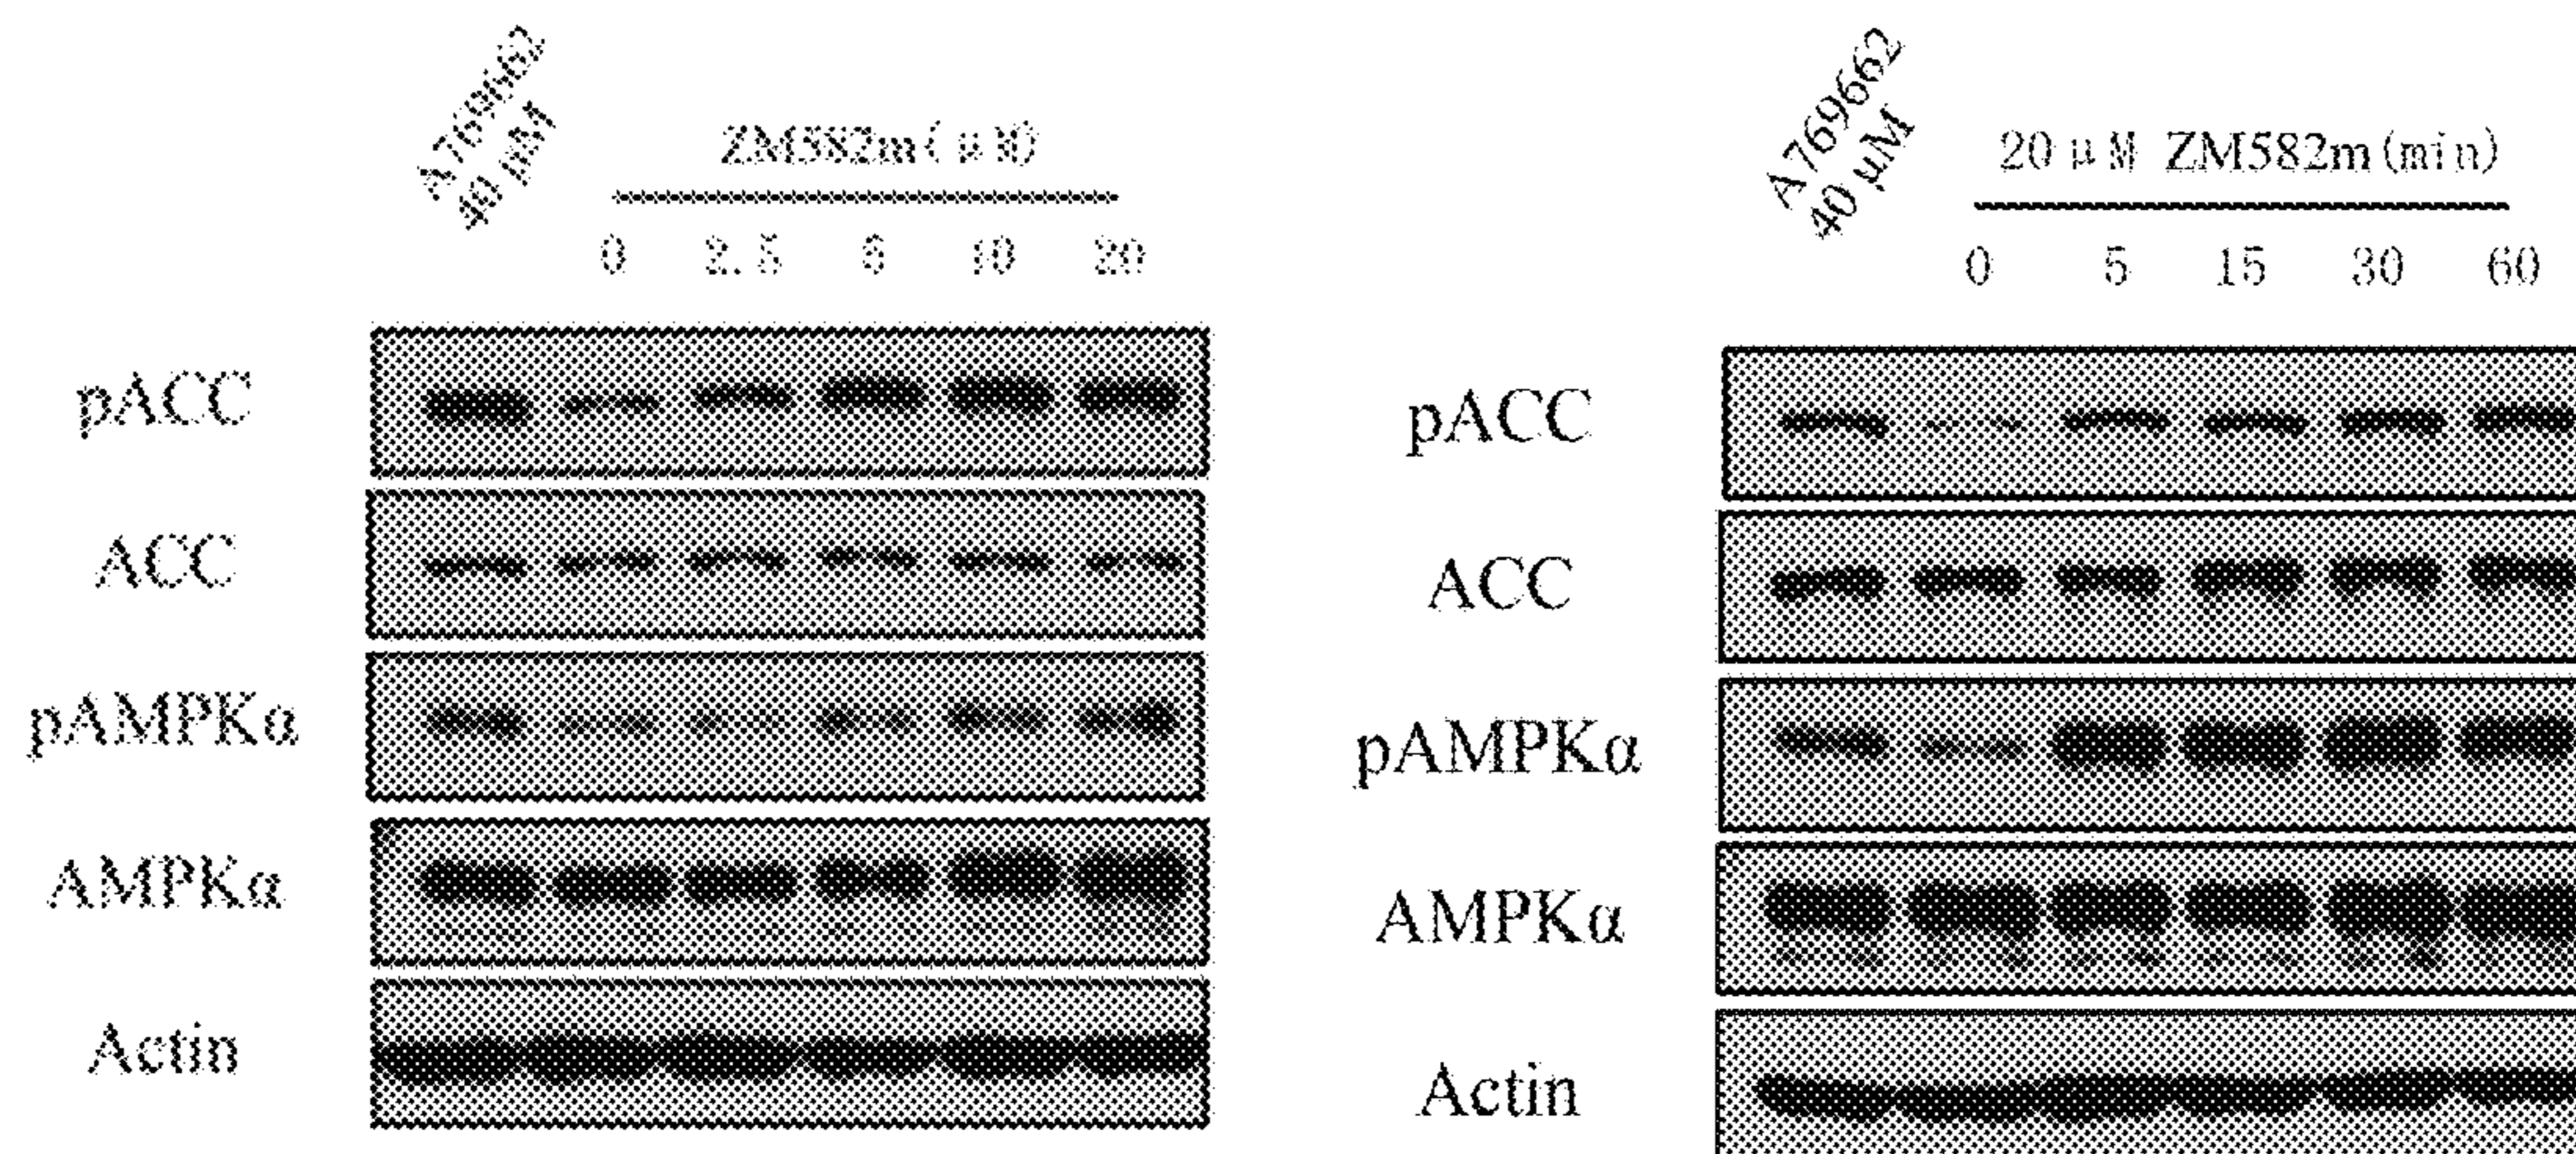 A769662
40 μM
ZM582m(μM)
0 2.5 5 10 20
pACC
ACC
pAMPKα
AMPKα
Actin
A769662
40 μM
20 μM ZM582m(min)
0 5 15 30 60
pACC
ACC
pAMPKα
AMPKα
Actin